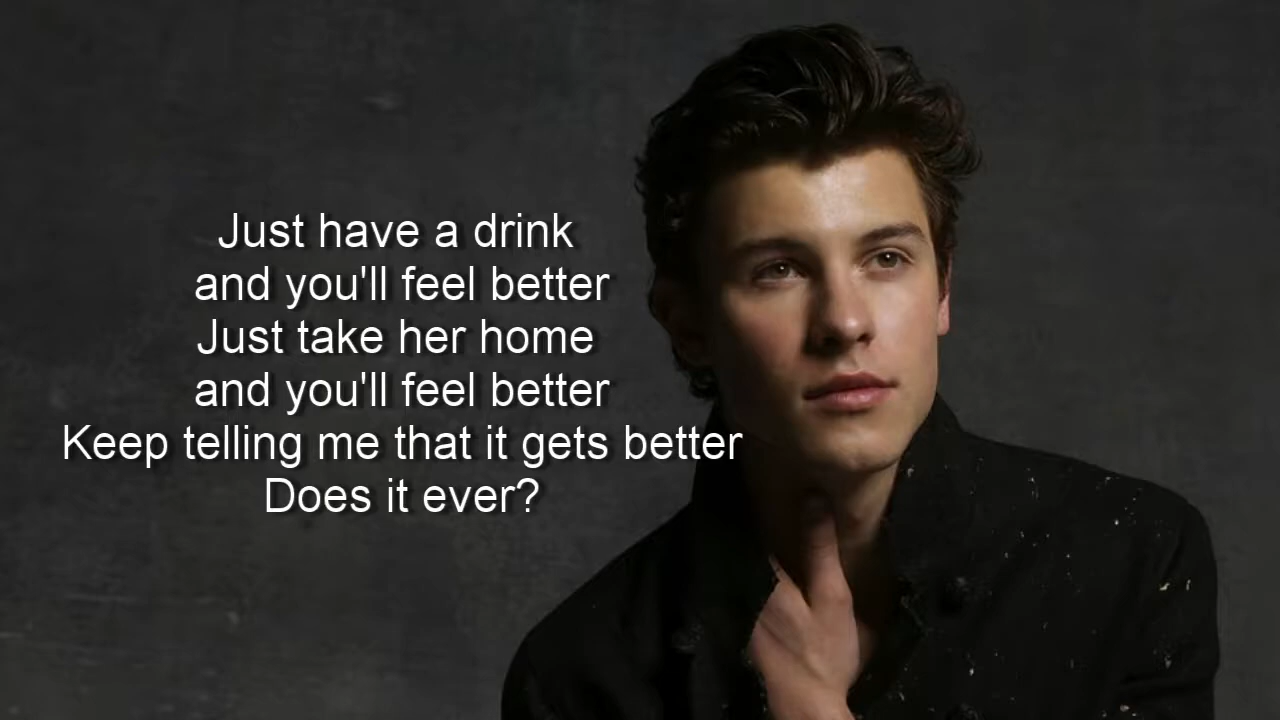 Just have a drink
and you'll feel better
Just take her home
and you'll feel better
Keep telling me that it gets better
Does it ever?